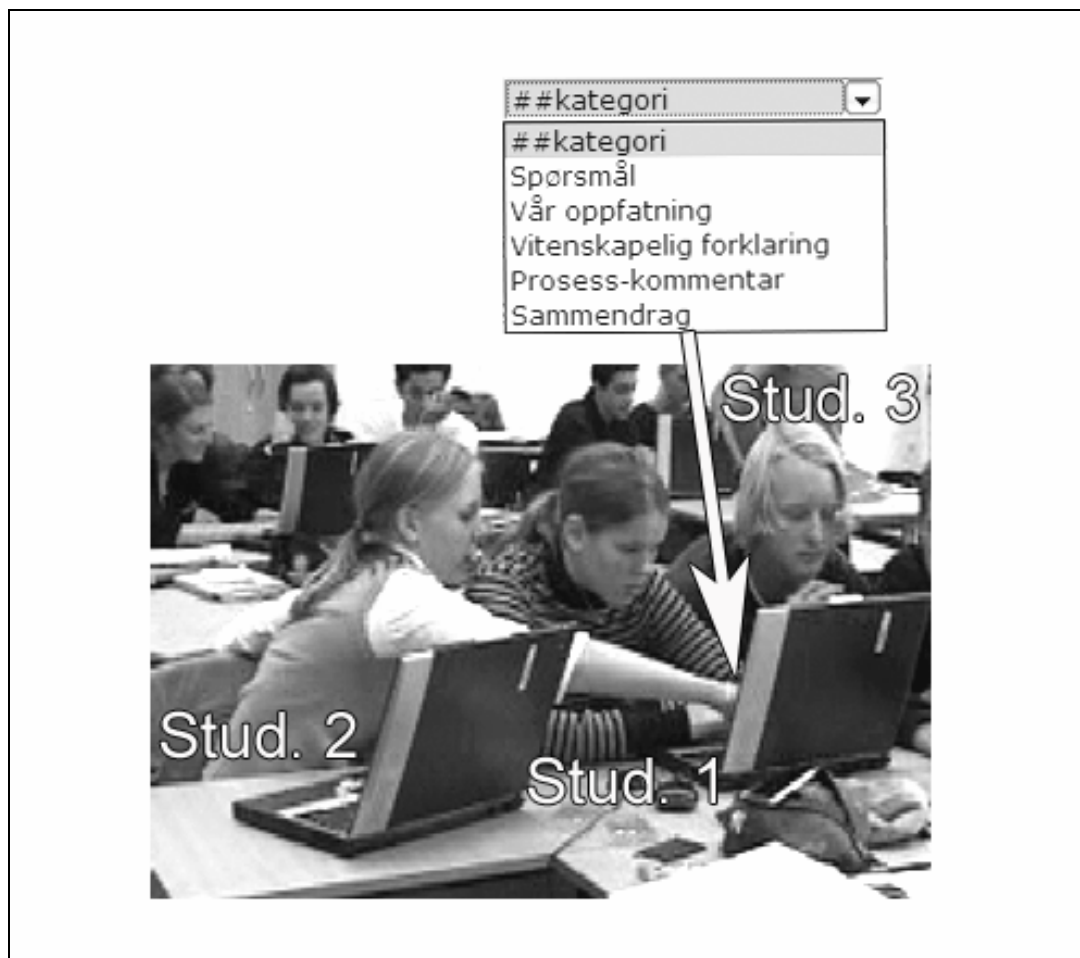 ##kategori
##kategori
Spørsmål
Vår oppfatning
Vitenskapelig forklaring
Prosess-kommentar
Sammendrag
Stud. 3
Stud. 2
Stud. 1